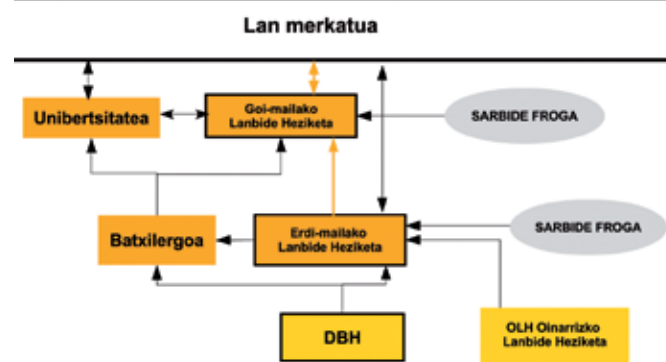 Lan merkatua
Unibertsitatea
Goi-mailako
Lanbide Heziketa
SARBIDE FROGA
Batxilergoa
Erdi-mailako
Lanbide Heziketa
SARBIDE FROGA
DBH
OLH Oinarrizko
Lanbide Heziketa